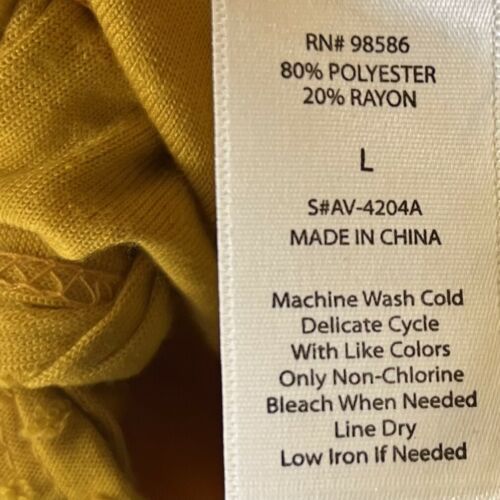 RN# 98586
80% POLYESTER
20% RAYON
L
S#AV-4204A
MADE IN CHINA
Machine Wash Cold
Delicate Cycle
With Like Colors
Only Non-Chlorine
Bleach When Needed
Line Dry
Low Iron If Needed